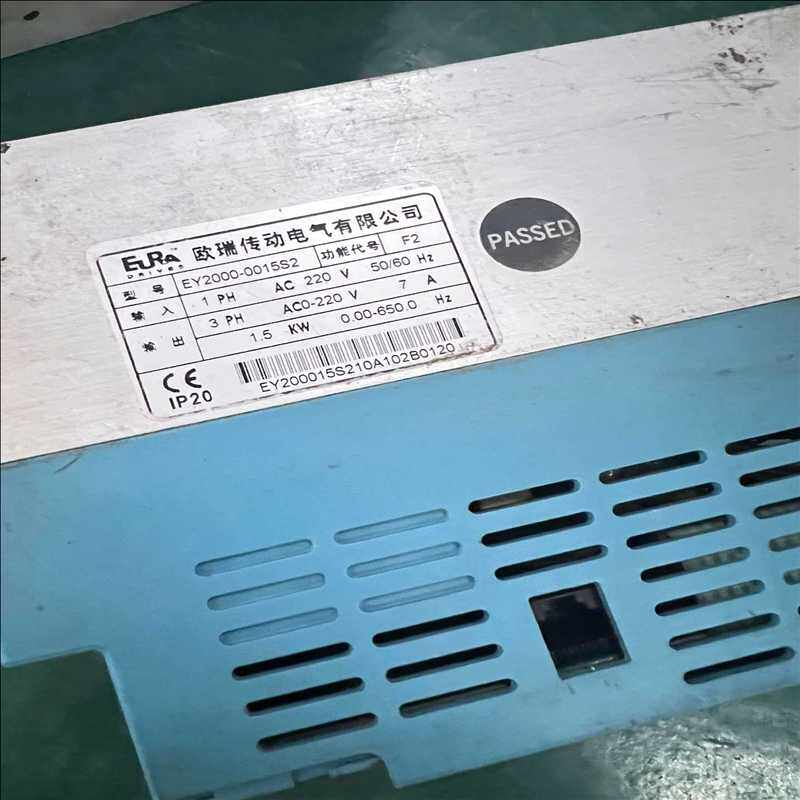 EURA DRIVES 欧瑞传动电气有限公司
型号 EY2000-0015S2 功能代号 F2
输入 1 PH AC 220 V 50/60 Hz
输出 3 PH AC0-220 V 7 A
1.5 KW 0.00-650.0 Hz
CE
IP20
EY200015S210A102B0120
PASSED